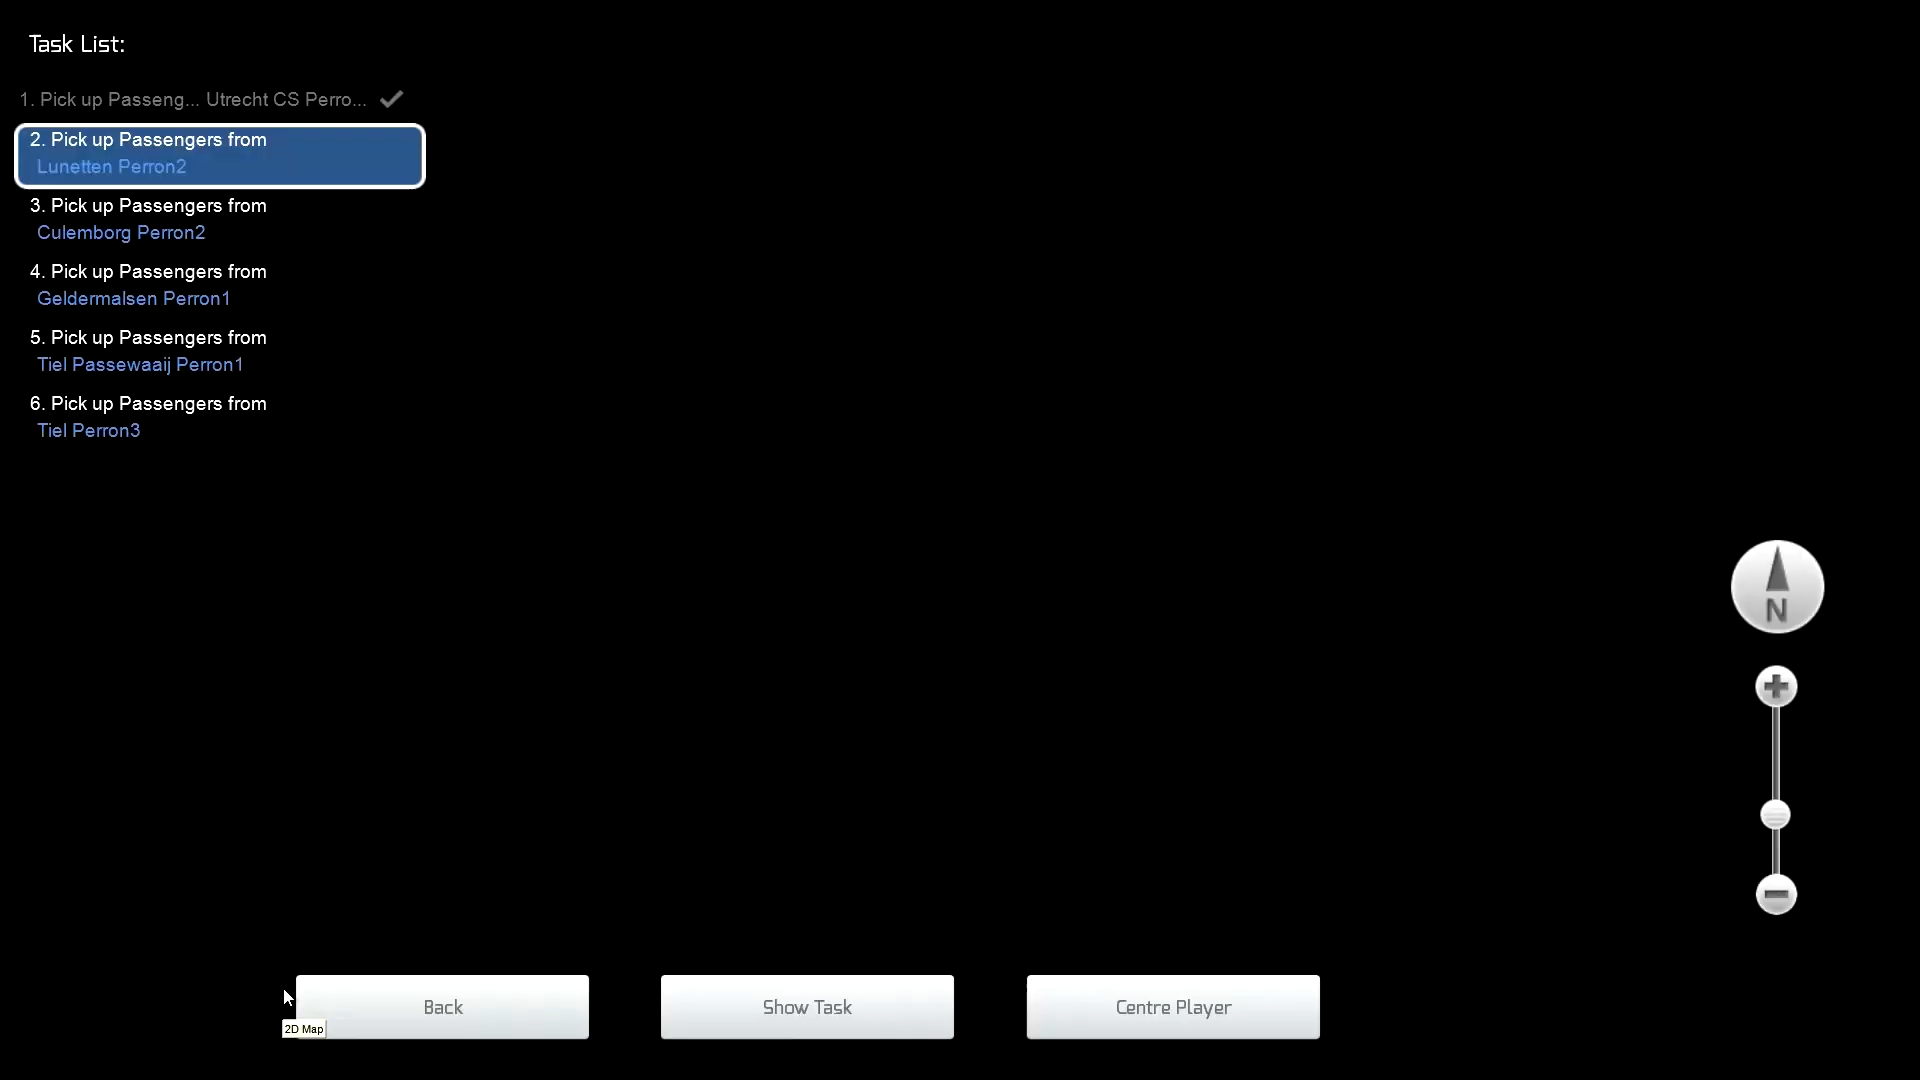 Task List:
1. Pick up Passeng... Utrecht CS Perro...
2. Pick up Passengers from
Lunetten Perron2
3. Pick up Passengers from
Culemborg Perron2
4. Pick up Passengers from
Geldermalsen Perron1
5. Pick up Passengers from
Tiel Passewaaij Perron1
6. Pick up Passengers from
Tiel Perron3
N
Back
Show Task
Centre Player
2D Map